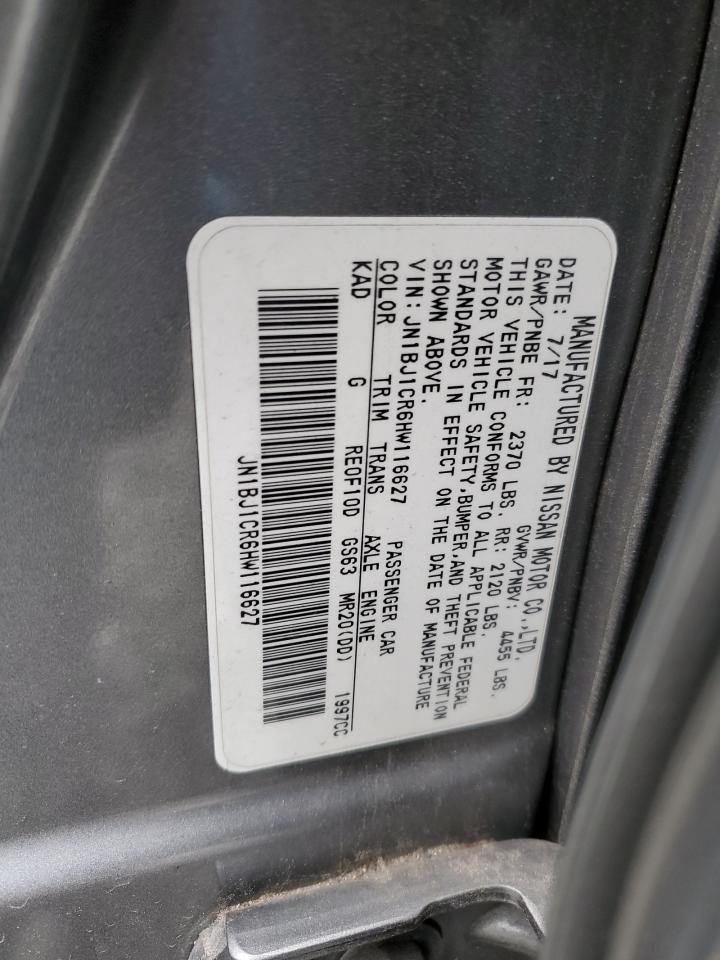 MANUFACTURED BY NISSAN MOTOR CO.,LTD.
DATE: 7/17 GVWR/PNBV: 4455 LBS.
GAWR/PNBE FR: 2370 LBS. RR: 2120 LBS.
THIS VEHICLE CONFORMS TO ALL APPLICABLE FEDERAL
MOTOR VEHICLE SAFETY,BUMPER,AND THEFT PREVENTION
STANDARDS IN EFFECT ON THE DATE OF MANUFACTURE
SHOWN ABOVE.
VIN:JN1BJ1CR6HW116627 PASSENGER CAR
COLOR TRIM TRANS AXLE ENGINE
KAD G RE0F10D GS63 MR20(DD) 1997CC
JN1BJ1CR6HW116627